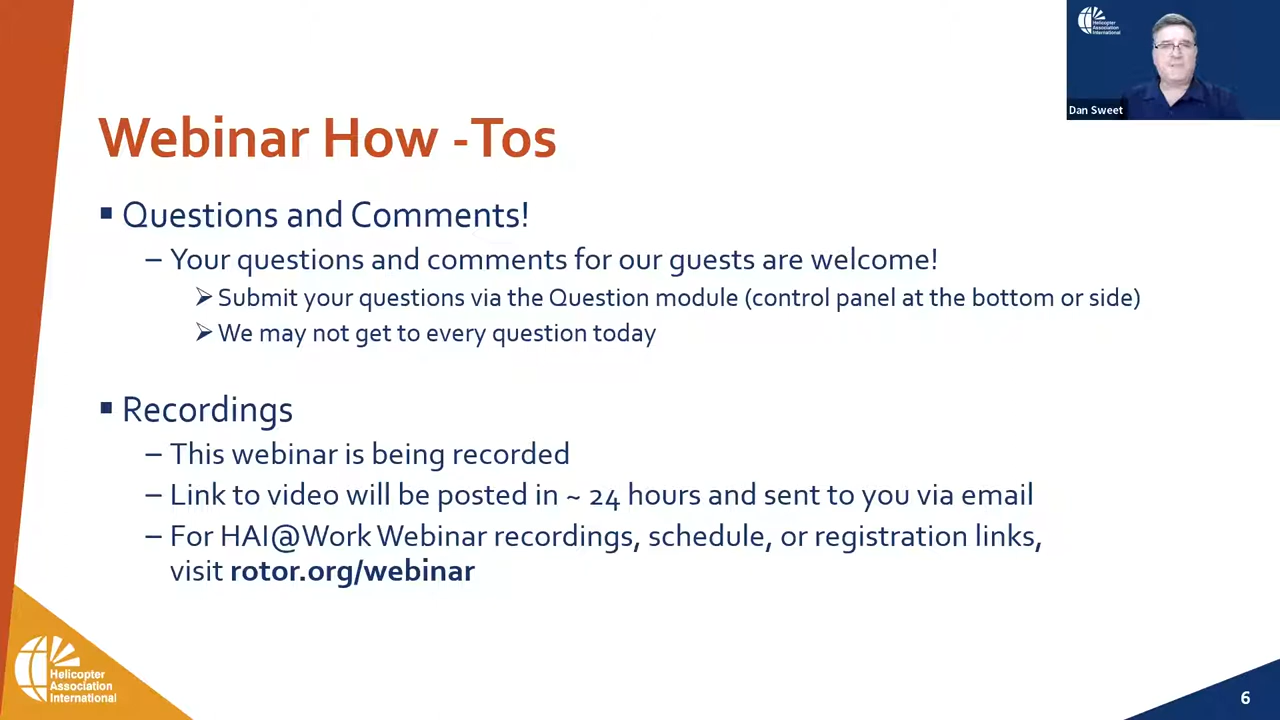 Helicopter
Association
International
Dan Sweet
Webinar How -Tos
Questions and Comments!
– Your questions and comments for our guests are welcome!
Submit your questions via the Question module (control panel at the bottom or side)
We may not get to every question today
Recordings
– This webinar is being recorded
– Link to video will be posted in ~ 24 hours and sent to you via email
– For HAI@Work Webinar recordings, schedule, or registration links,
visit rotor.org/webinar
Helicopter
Association
International
6